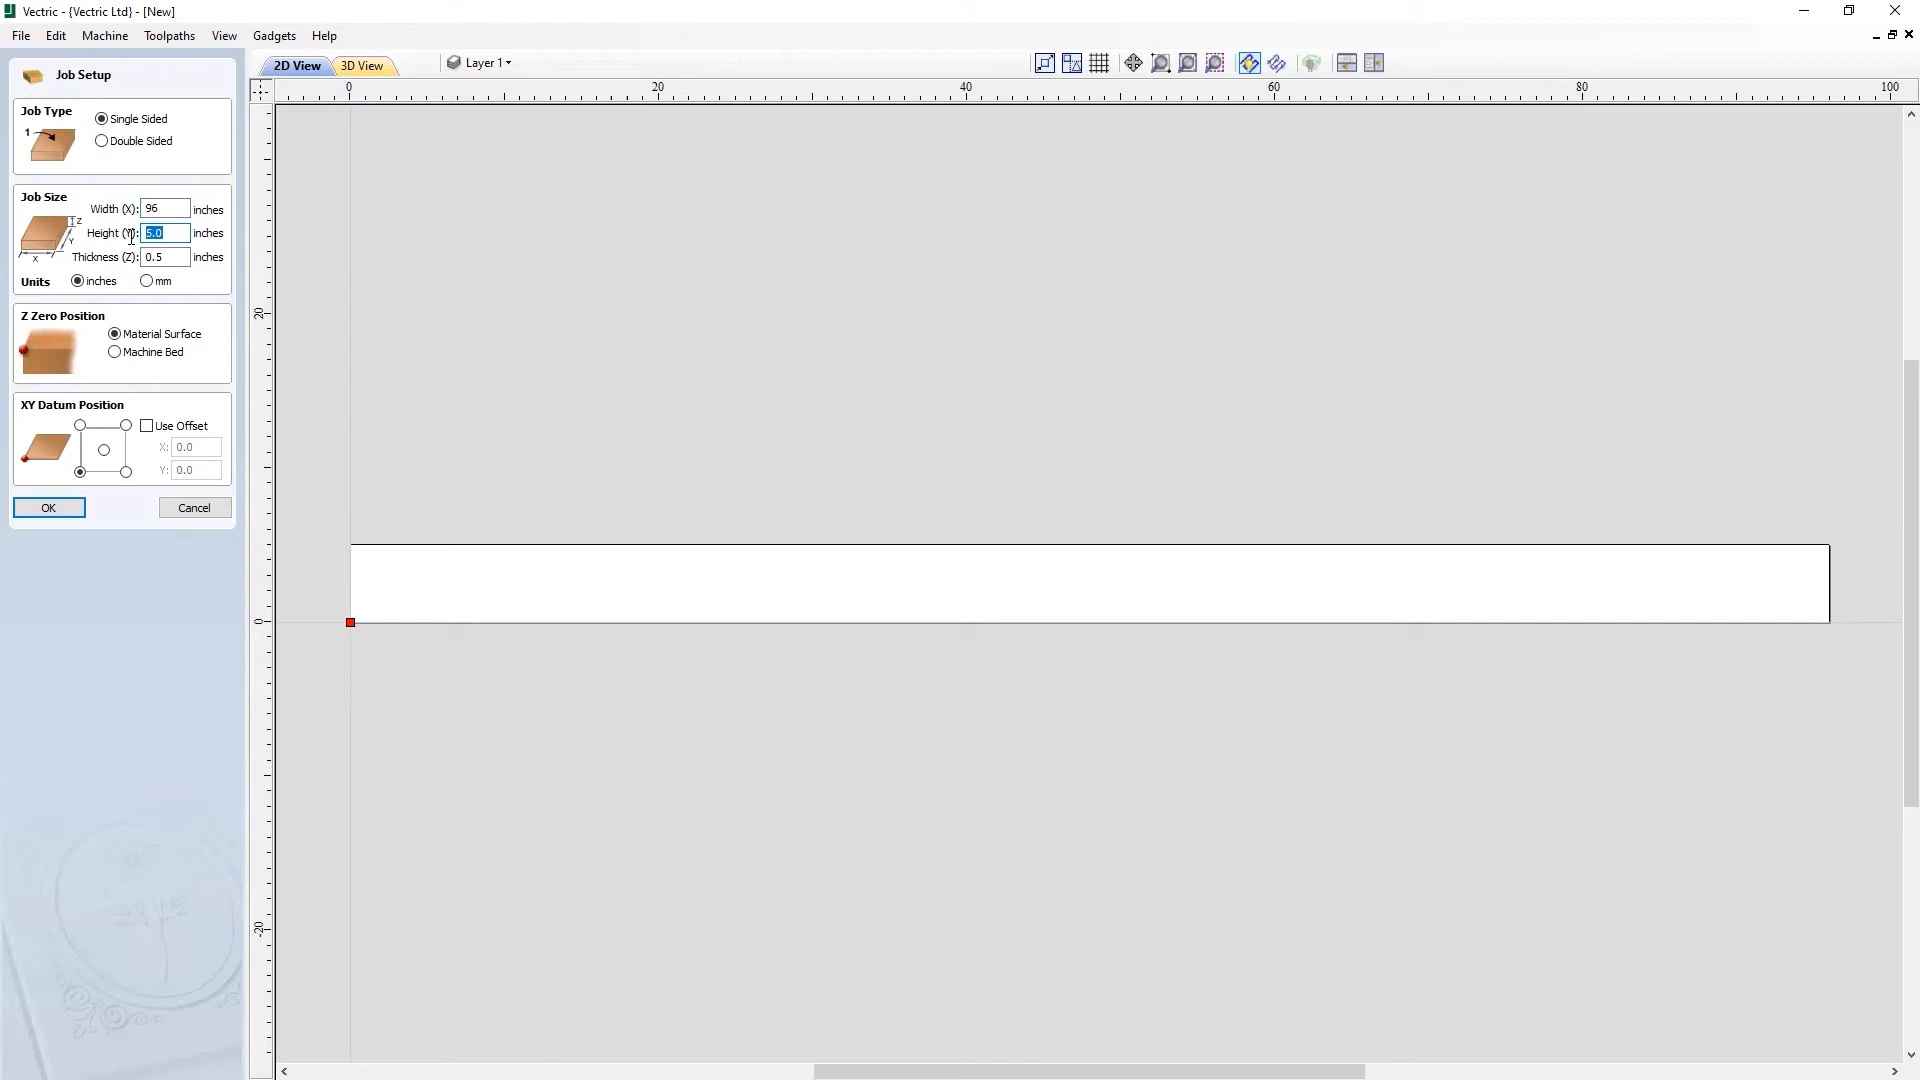 Vectric - {Vectric Ltd} - [New]
File Edit Machine Toolpaths View Gadgets Help
2D View 3D View Layer 1
Job Setup
Job Type
1
Single Sided
Double Sided
Job Size
Width (X): 96 inches
Z
Height (Y): 5.0 inches
Y
Thickness (Z): 0.5 inches
X
Units inches mm
Z Zero Position
Material Surface
Machine Bed
XY Datum Position
Use Offset
X: 0.0
Y: 0.0
OK Cancel
0 20 40 60 80 100
20
0
-20